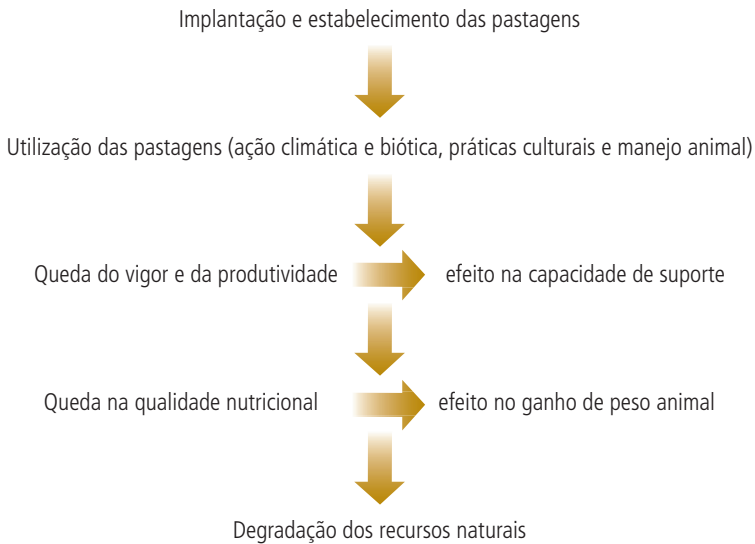 Implantação e estabelecimento das pastagens
Utilização das pastagens (ação climática e biótica, práticas culturais e manejo animal)
Queda do vigor e da produtividade
efeito na capacidade de suporte
Queda na qualidade nutricional
efeito no ganho de peso animal
Degradação dos recursos naturais